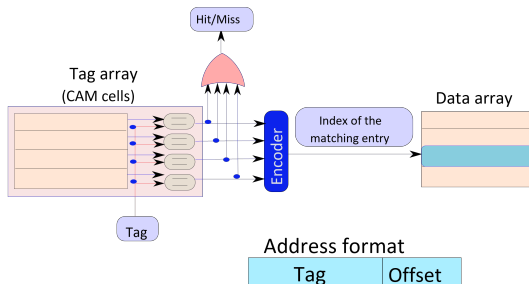 Hit/Miss
Tag array
(CAM cells)
Encoder
Index of the
matching entry
Data array
Tag
Address format
Tag Offset